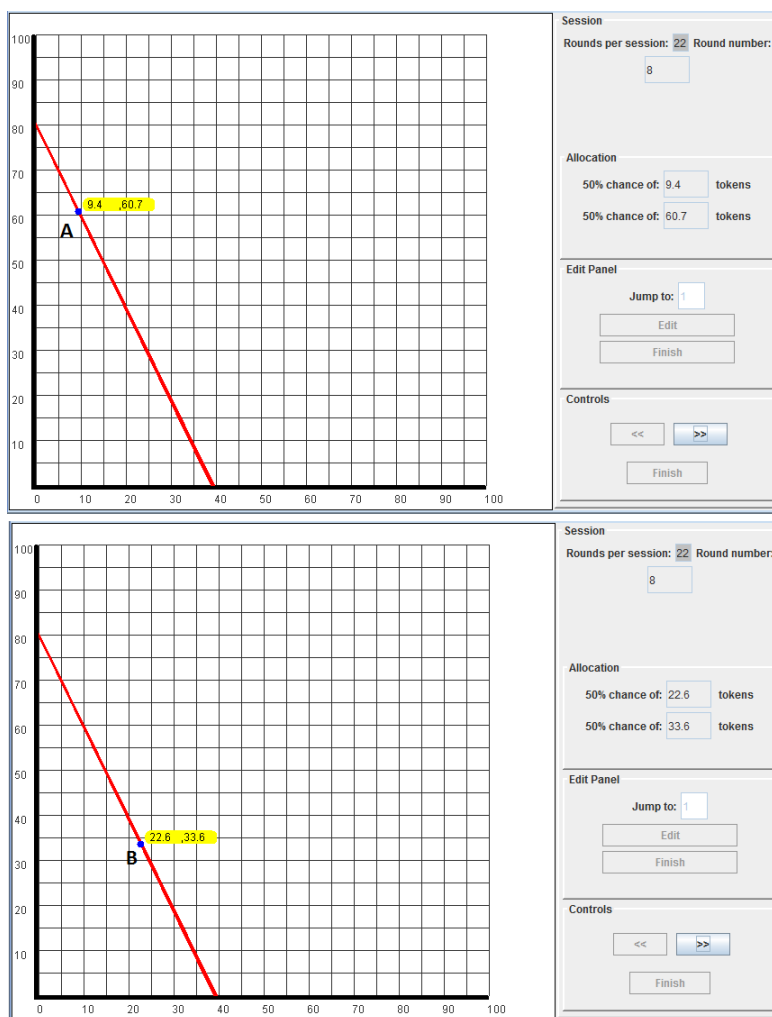 Session
Rounds per session: 22 Round number:
8
100
90
80
70
60
50
40
30
20
10
9.4 ,60.7
A
0 10 20 30 40 50 60 70 80 90 100
Allocation
50% chance of: 9.4 tokens
50% chance of: 60.7 tokens
Edit Panel
Jump to: 1
Edit
Finish
Controls
<< >>
Finish
Session
Rounds per session: 22 Round number:
8
100
90
80
70
60
50
40
30
20
10
22.6 ,33.6
B
0 10 20 30 40 50 60 70 80 90 100
Allocation
50% chance of: 22.6 tokens
50% chance of: 33.6 tokens
Edit Panel
Jump to: 1
Edit
Finish
Controls
<< >>
Finish